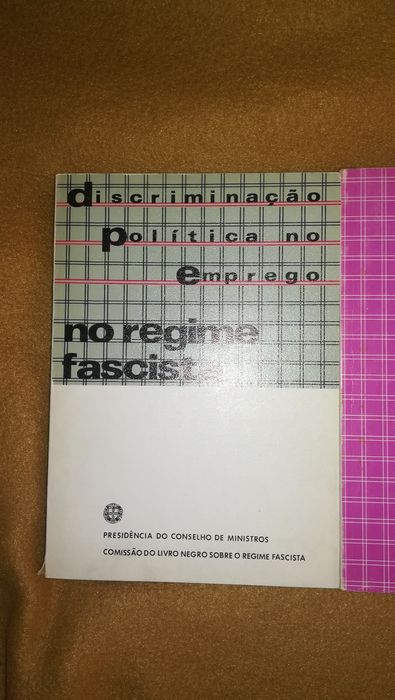 discriminação
política no
emprego
no regime
fascista
PRESIDÊNCIA DO CONSELHO DE MINISTROS
COMISSÃO DO LIVRO NEGRO SOBRE O REGIME FASCISTA